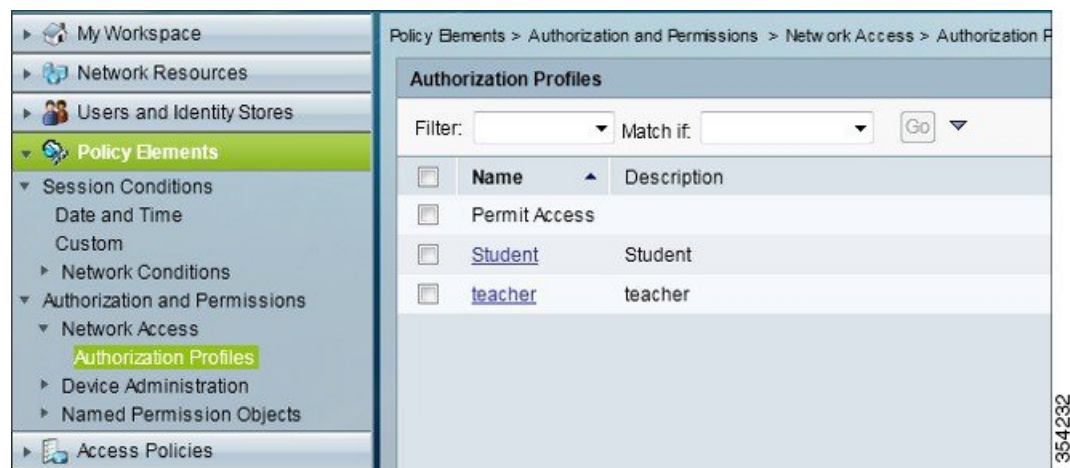 My Workspace
Network Resources
Users and Identity Stores
Policy Elements
Session Conditions
Date and Time
Custom
Network Conditions
Authorization and Permissions
Network Access
Authorization Profiles
Device Administration
Named Permission Objects
Access Policies
Policy Elements > Authorization and Permissions > Network Access > Authorization P
Authorization Profiles
Filter: Match if: Go
Name Description
Permit Access
Student Student
teacher teacher
354232